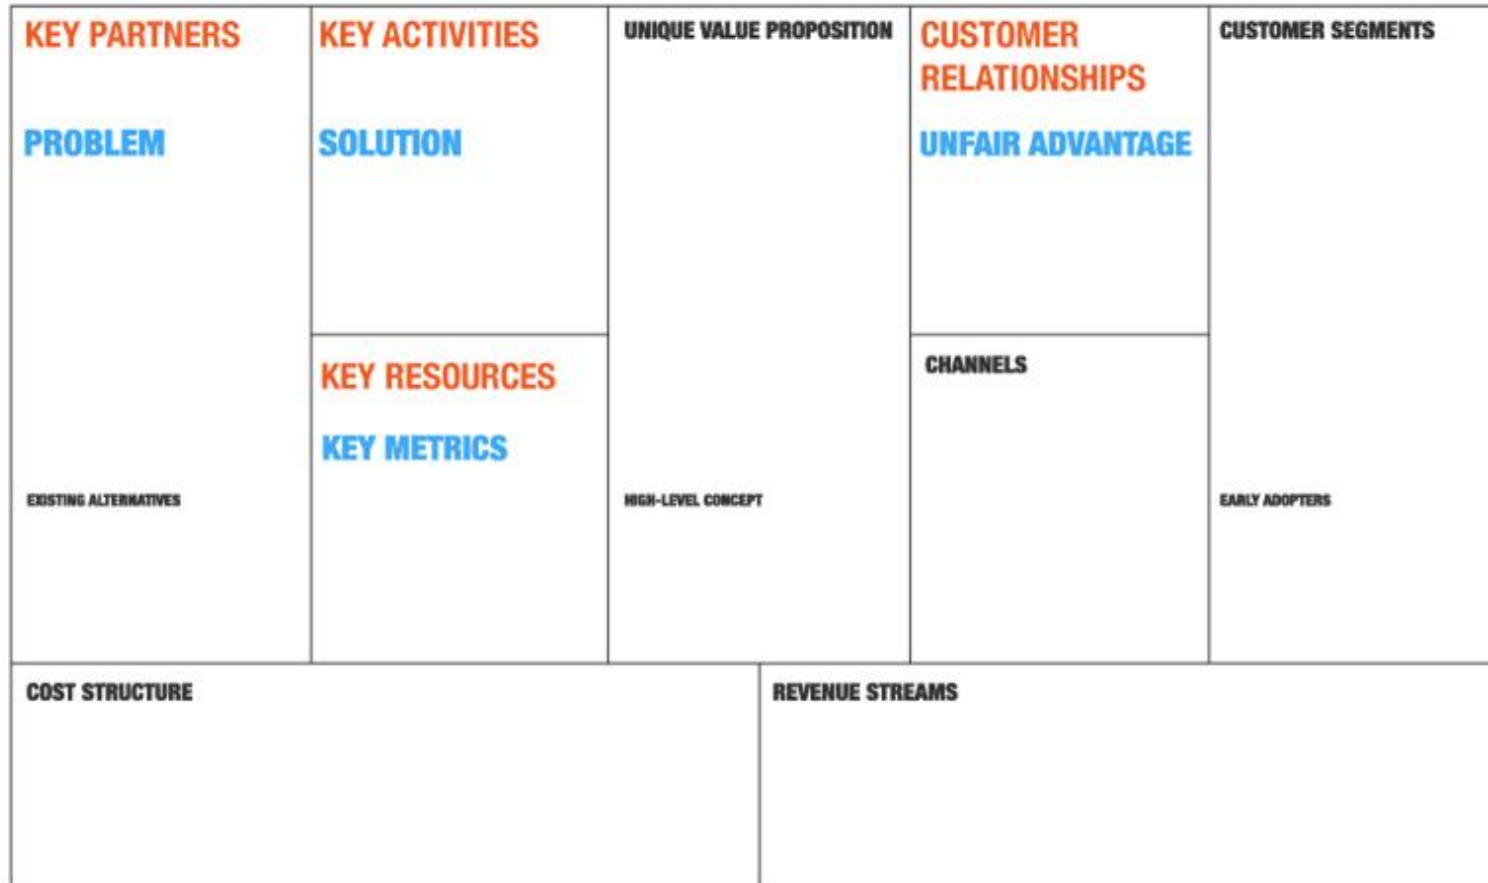 KEY PARTNERS
PROBLEM
EXISTING ALTERNATIVES
KEY ACTIVITIES
SOLUTION
KEY RESOURCES
KEY METRICS
UNIQUE VALUE PROPOSITION
HIGH-LEVEL CONCEPT
CUSTOMER
RELATIONSHIPS
UNFAIR ADVANTAGE
CHANNELS
CUSTOMER SEGMENTS
EARLY ADOPTERS
COST STRUCTURE
REVENUE STREAMS